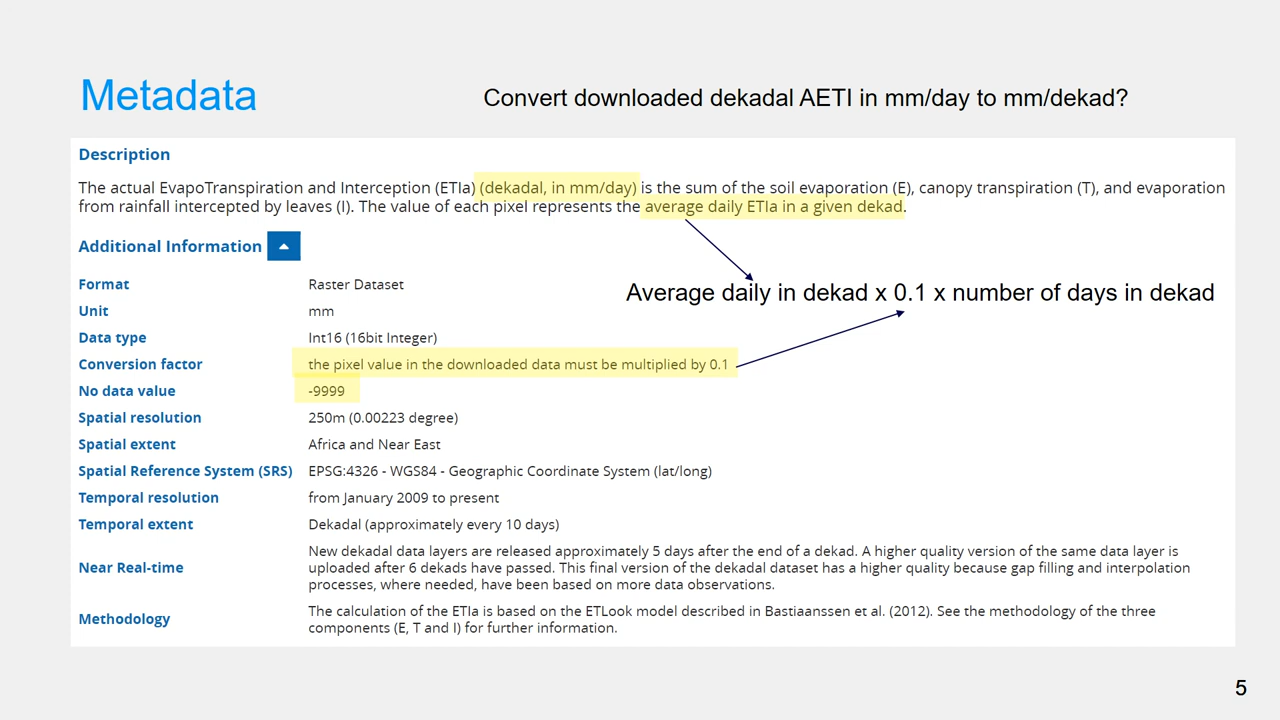 Metadata
Convert downloaded dekadal AETI in mm/day to mm/dekad?
Description
The actual EvapoTranspiration and Interception (ETIa) (dekadal, in mm/day) is the sum of the soil evaporation (E), canopy transpiration (T), and evaporation
from rainfall intercepted by leaves (I). The value of each pixel represents the average daily ETIa in a given dekad.
Additional Information
Average daily in dekad x 0.1 x number of days in dekad
Format Raster Dataset
Unit mm
Data type Int16 (16bit Integer)
Conversion factor the pixel value in the downloaded data must be multiplied by 0.1
No data value -9999
Spatial resolution 250m (0.00223 degree)
Spatial extent Africa and Near East
Spatial Reference System (SRS) EPSG:4326 - WGS84 - Geographic Coordinate System (lat/long)
Temporal resolution from January 2009 to present
Temporal extent Dekadal (approximately every 10 days)
Near Real-time New dekadal data layers are released approximately 5 days after the end of a dekad. A higher quality version of the same data layer is
uploaded after 6 dekads have passed. This final version of the dekadal dataset has a higher quality because gap filling and interpolation
processes, where needed, have been based on more data observations.
Methodology The calculation of the ETIa is based on the ETLook model described in Bastiaanssen et al. (2012). See the methodology of the three
components (E, T and I) for further information.
5